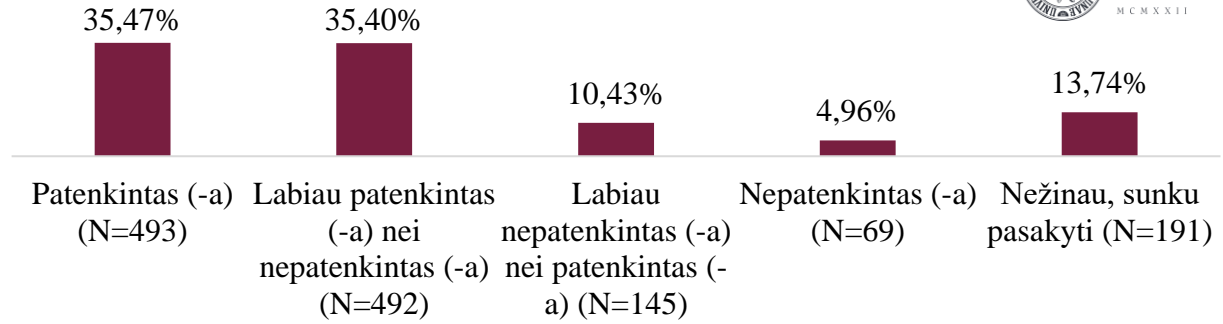 MCMXXII
35,47%
35,40%
10,43%
4,96%
13,74%
Patenkintas (-a)
(N=493)
Labiau patenkintas
(-a) nei
nepatenkintas (-a)
(N=492)
Labiau
nepatenkintas (-a)
nei patenkintas (-
a) (N=145)
Nepatenkintas (-a)
(N=69)
Nežinau, sunku
pasakyti (N=191)